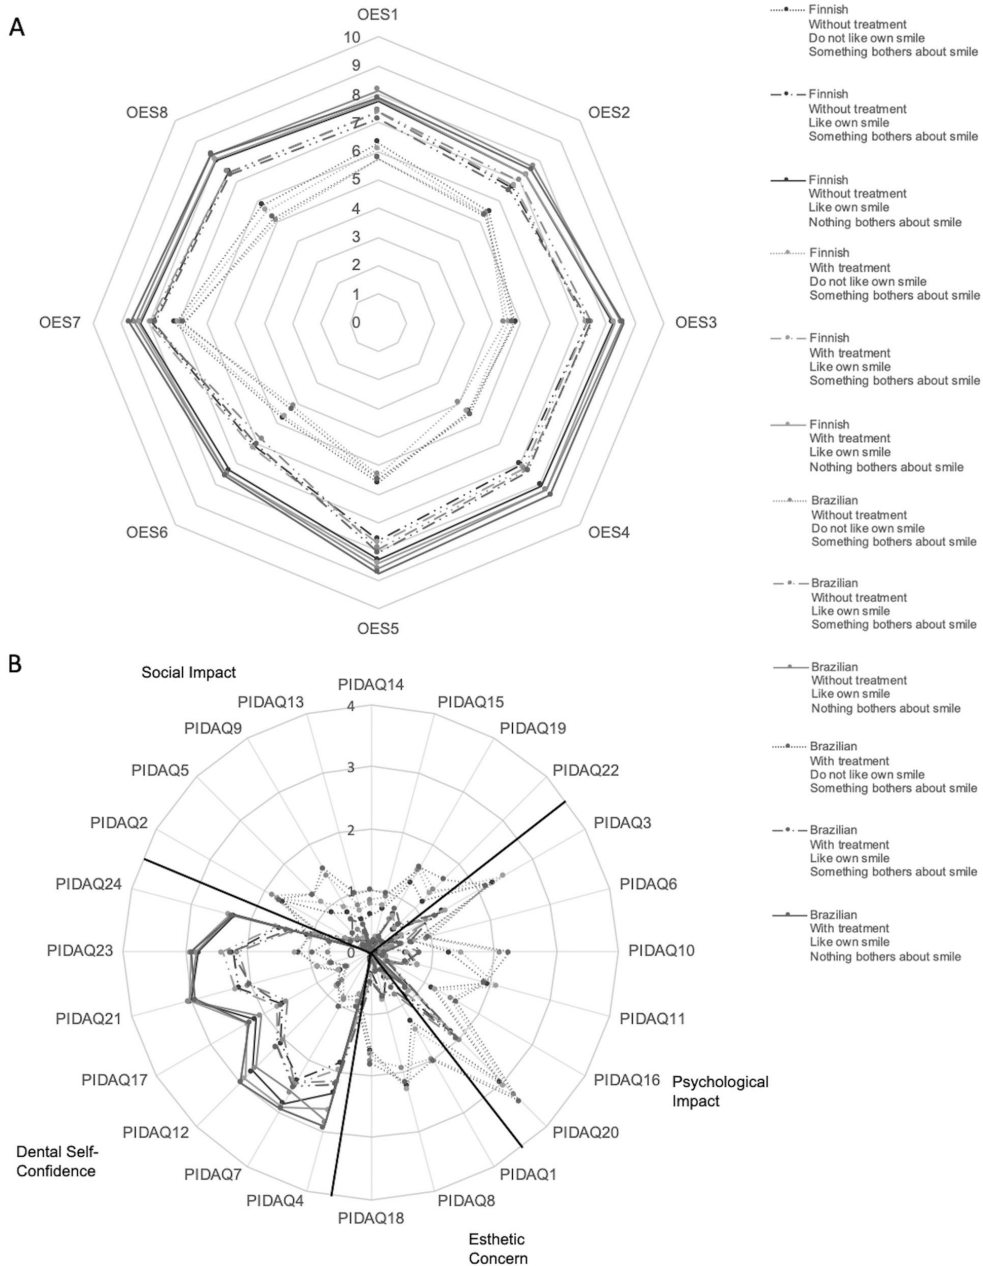 A
OES1
OES2
OES3
OES4
OES5
OES6
OES7
OES8
10
9
8
7
6
5
4
3
2
1
0
Finnish
Without treatment
Do not like own smile
Something bothers about smile
Finnish
Without treatment
Like own smile
Something bothers about smile
Finnish
Without treatment
Like own smile
Nothing bothers about smile
Finnish
With treatment
Do not like own smile
Something bothers about smile
Finnish
With treatment
Like own smile
Something bothers about smile
Finnish
With treatment
Like own smile
Nothing bothers about smile
Brazilian
Without treatment
Do not like own smile
Something bothers about smile
Brazilian
Without treatment
Like own smile
Something bothers about smile
Brazilian
Without treatment
Like own smile
Nothing bothers about smile
Brazilian
With treatment
Do not like own smile
Something bothers about smile
Brazilian
With treatment
Like own smile
Something bothers about smile
Brazilian
With treatment
Like own smile
Nothing bothers about smile
B
Social Impact
PIDAQ14
PIDAQ15
PIDAQ19
PIDAQ22
PIDAQ3
PIDAQ6
PIDAQ10
PIDAQ11
PIDAQ16
PIDAQ20
PIDAQ1
PIDAQ8
PIDAQ18
PIDAQ4
PIDAQ7
PIDAQ12
PIDAQ17
PIDAQ21
PIDAQ23
PIDAQ24
PIDAQ2
PIDAQ5
PIDAQ9
PIDAQ13
4
3
2
1
0
Psychological
Impact
Dental Self-
Confidence
Esthetic
Concern